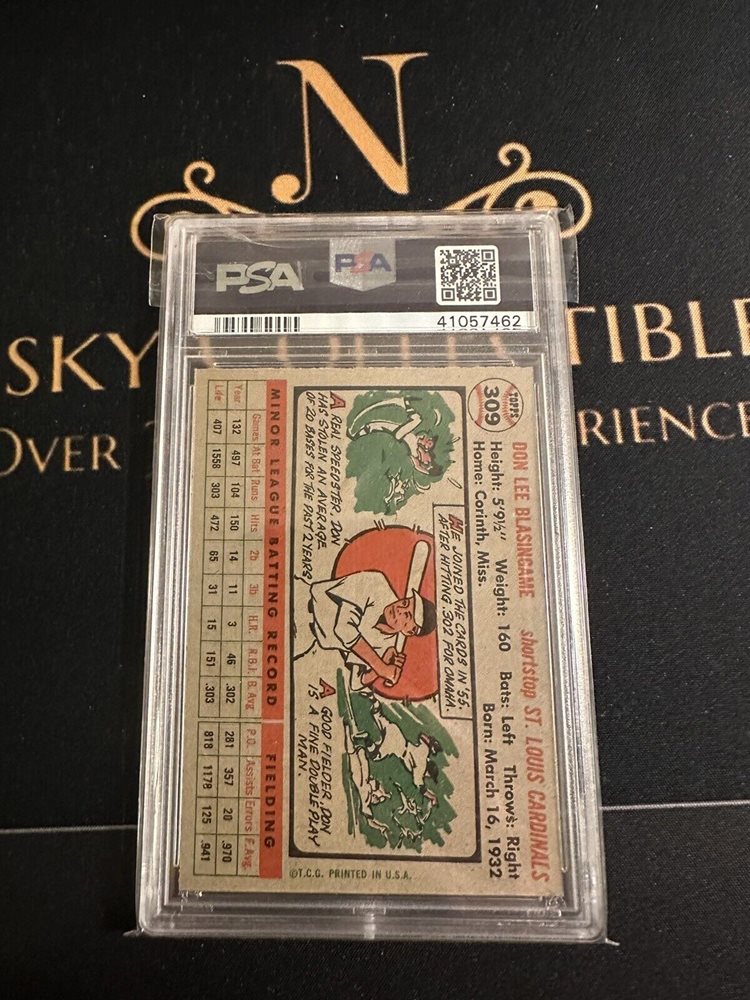 N
SKY COLLECTIBL
OVER
RIENCE
PSA
PSA
41057462
TOPPS
309
DON LEE BLASINGAME shortstop ST. LOUIS CARDINALS
Height: 5'9½" Weight: 160 Bats: Left Throws: Right
Home: Corinth, Miss. Born: March 16, 1932
HE JOINED THE CARDS IN '55.
AFTER HITTING .302 FOR OMAHA.
A REAL SPEEDSTER, DON
HAS STOLEN AN AVERAGE
OF 20 BASES FOR THE PAST 2 YEARS
A GOOD FIELDER, DON
IS A FINE DOUBLE PLAY
MAN.
MINOR LEAGUE BATTING RECORD FIELDING
Year Games At Bat Runs Hits 2b 3b H.R. R.B.I. B. Avg. P.O. Assists Errors F. Avg.
132 497 104 150 14 11 3 46 .302 281 357 20 .970
Life 407 1558 303 472 65 31 15 151 .303 818 1178 125 .941
©T.C.G. PRINTED IN U.S.A.